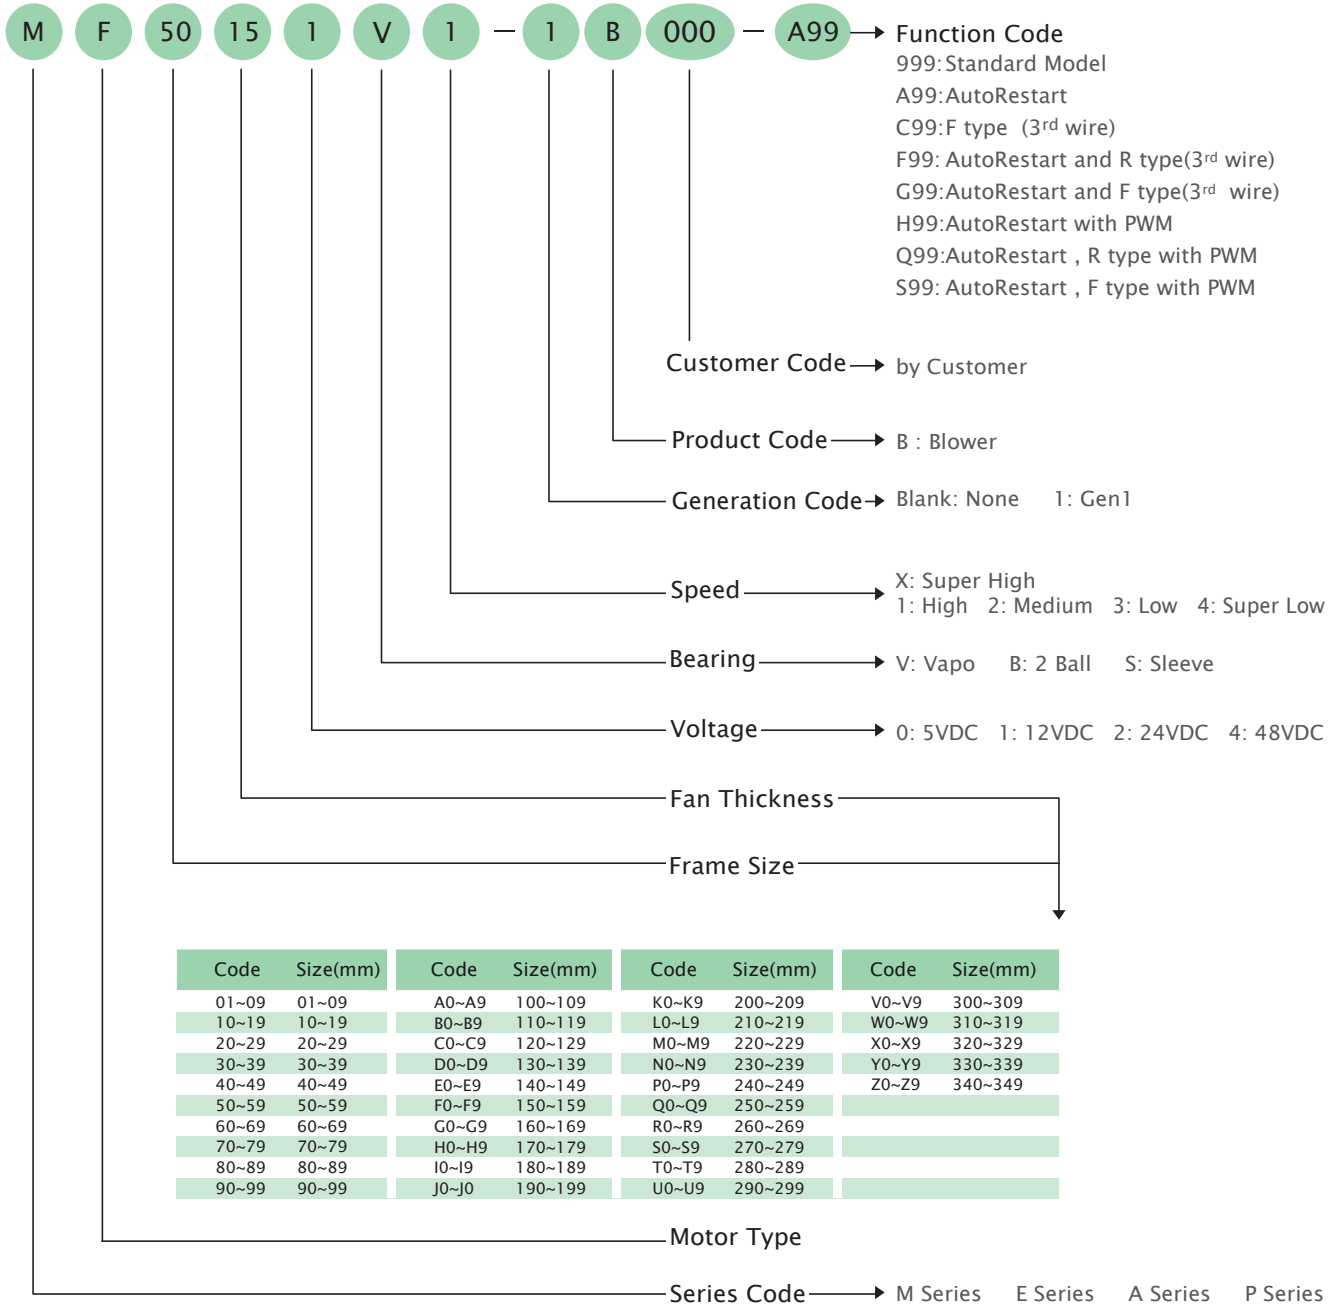 M F 50 15 1 V 1 – 1 B 000 – A99 Function Code
999:Standard Model
A99:AutoRestart
C99:F type (3rd wire)
F99: AutoRestart and R type(3rd wire)
G99:AutoRestart and F type(3rd wire)
H99:AutoRestart with PWM
Q99:AutoRestart , R type with PWM
S99: AutoRestart , F type with PWM
Customer Code by Customer
Product Code B : Blower
Generation Code Blank: None 1: Gen1
Speed X: Super High
1: High 2: Medium 3: Low 4: Super Low
Bearing V: Vapo B: 2 Ball S: Sleeve
Voltage 0: 5VDC 1: 12VDC 2: 24VDC 4: 48VDC
Fan Thickness
Frame Size
Code Size(mm) Code Size(mm) Code Size(mm) Code Size(mm)
01~09 01~09 A0~A9 100~109 K0~K9 200~209 V0~V9 300~309
10~19 10~19 B0~B9 110~119 L0~L9 210~219 W0~W9 310~319
20~29 20~29 C0~C9 120~129 M0~M9 220~229 X0~X9 320~329
30~39 30~39 D0~D9 130~139 N0~N9 230~239 Y0~Y9 330~339
40~49 40~49 E0~E9 140~149 P0~P9 240~249 Z0~Z9 340~349
50~59 50~59 F0~F9 150~159 Q0~Q9 250~259
60~69 60~69 G0~G9 160~169 R0~R9 260~269
70~79 70~79 H0~H9 170~179 S0~S9 270~279
80~89 80~89 I0~I9 180~189 T0~T9 280~289
90~99 90~99 J0~J0 190~199 U0~U9 290~299
Motor Type
Series Code M Series E Series A Series P Series